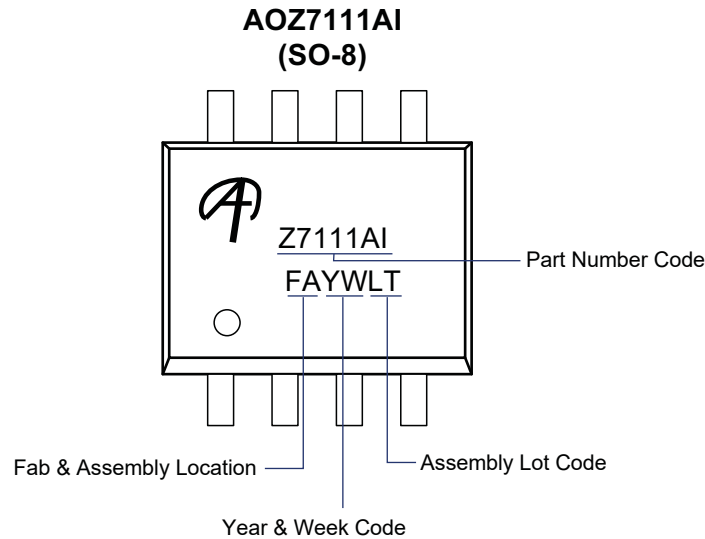 AOZ7111AI
(SO-8)
Z7111AI
Part Number Code
FAYWLT
Fab & Assembly Location
Assembly Lot Code
Year & Week Code